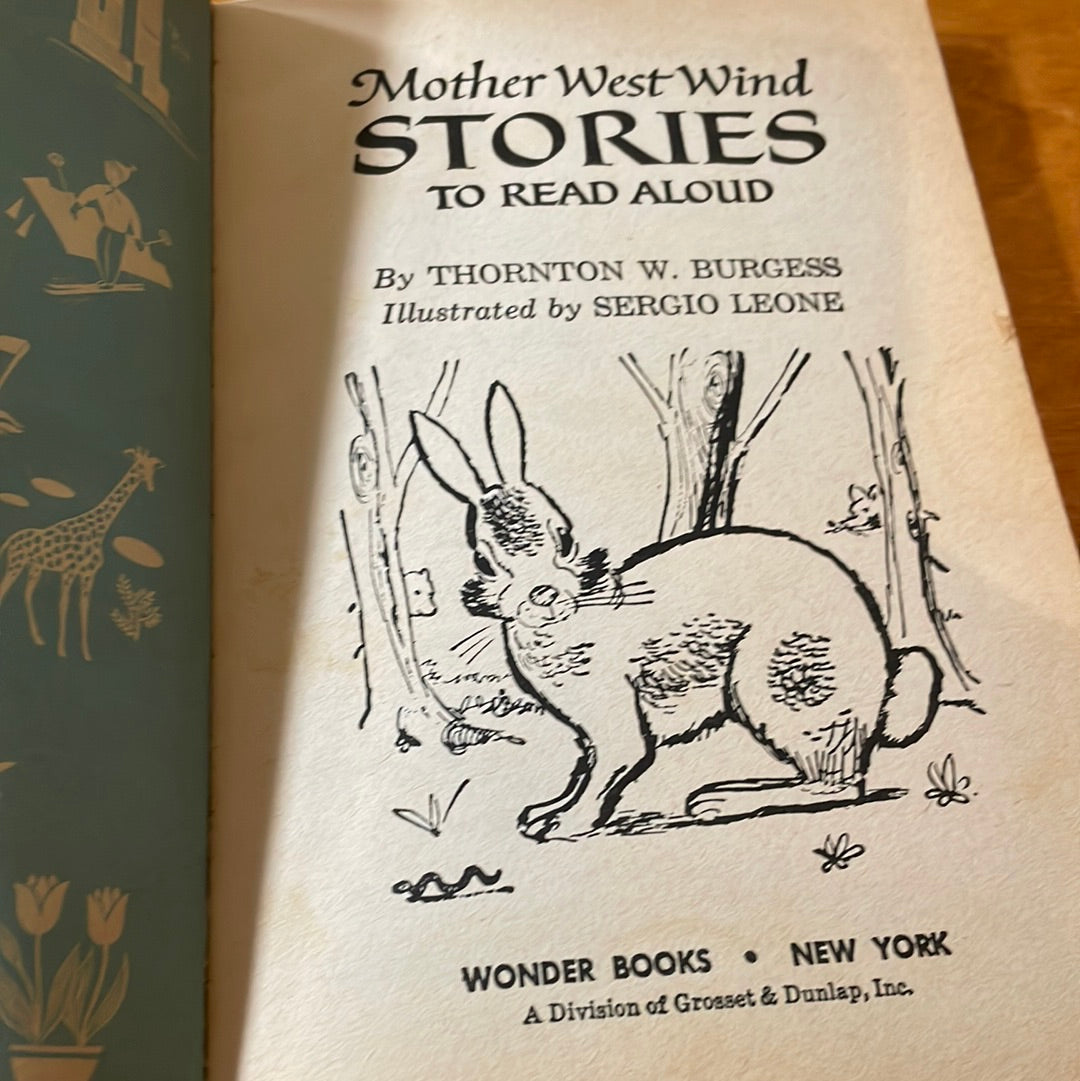 Mother West Wind
STORIES
TO READ ALOUD
By THORNTON W. BURGESS
Illustrated by SERGIO LEONE
WONDER BOOKS • NEW YORK
A Division of Grosset & Dunlap, Inc.